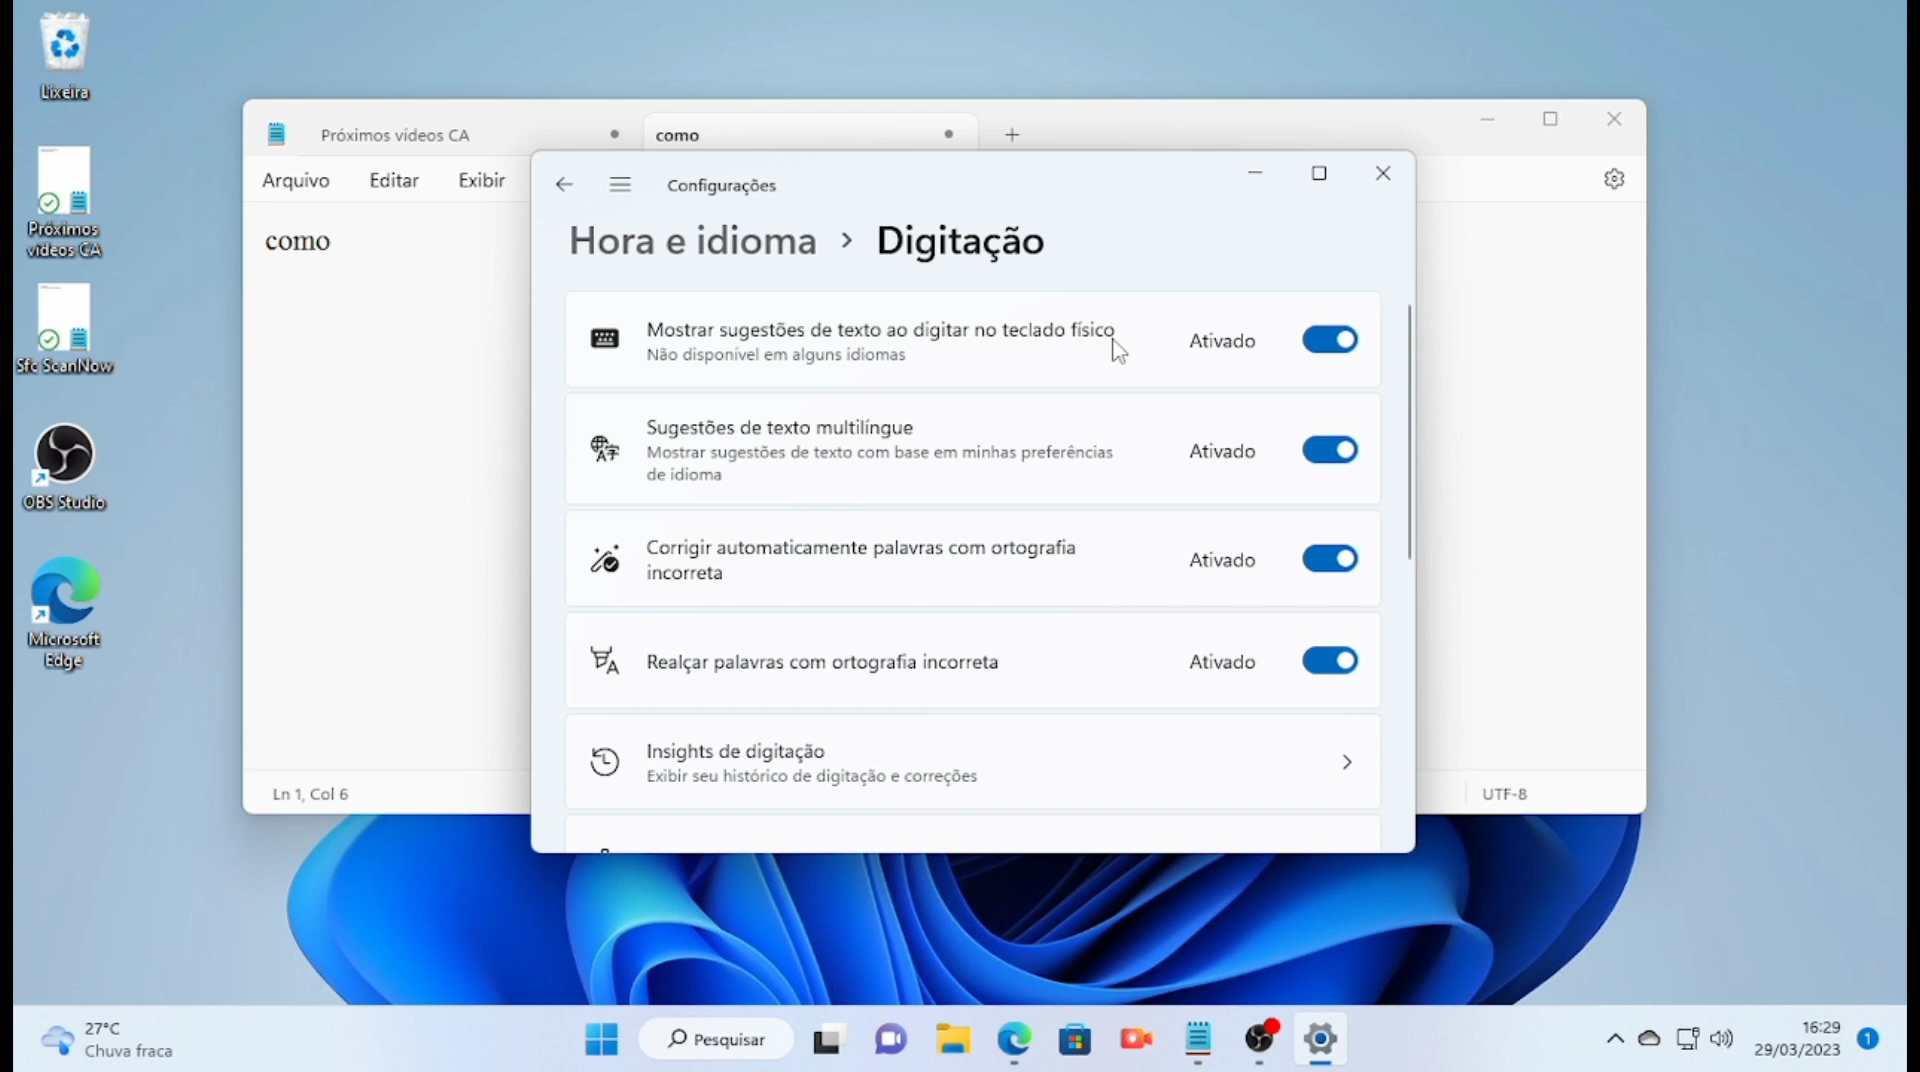 Lixeira
Próximos
vídeos CA
Sfc ScanNow
OBS Studio
Microsoft
Edge
Próximos vídeos CA
como
Arquivo
Editar
Exibir
como
Ln 1, Col 6
UTF-8
Configurações
Hora e idioma > Digitação
Mostrar sugestões de texto ao digitar no teclado físico
Não disponível em alguns idiomas
Ativado
Sugestões de texto multilíngue
Mostrar sugestões de texto com base em minhas preferências
de idioma
Ativado
Corrigir automaticamente palavras com ortografia
incorreta
Ativado
Realçar palavras com ortografia incorreta
Ativado
Insights de digitação
Exibir seu histórico de digitação e correções
27°C
Chuva fraca
Pesquisar
16:29
29/03/2023
1